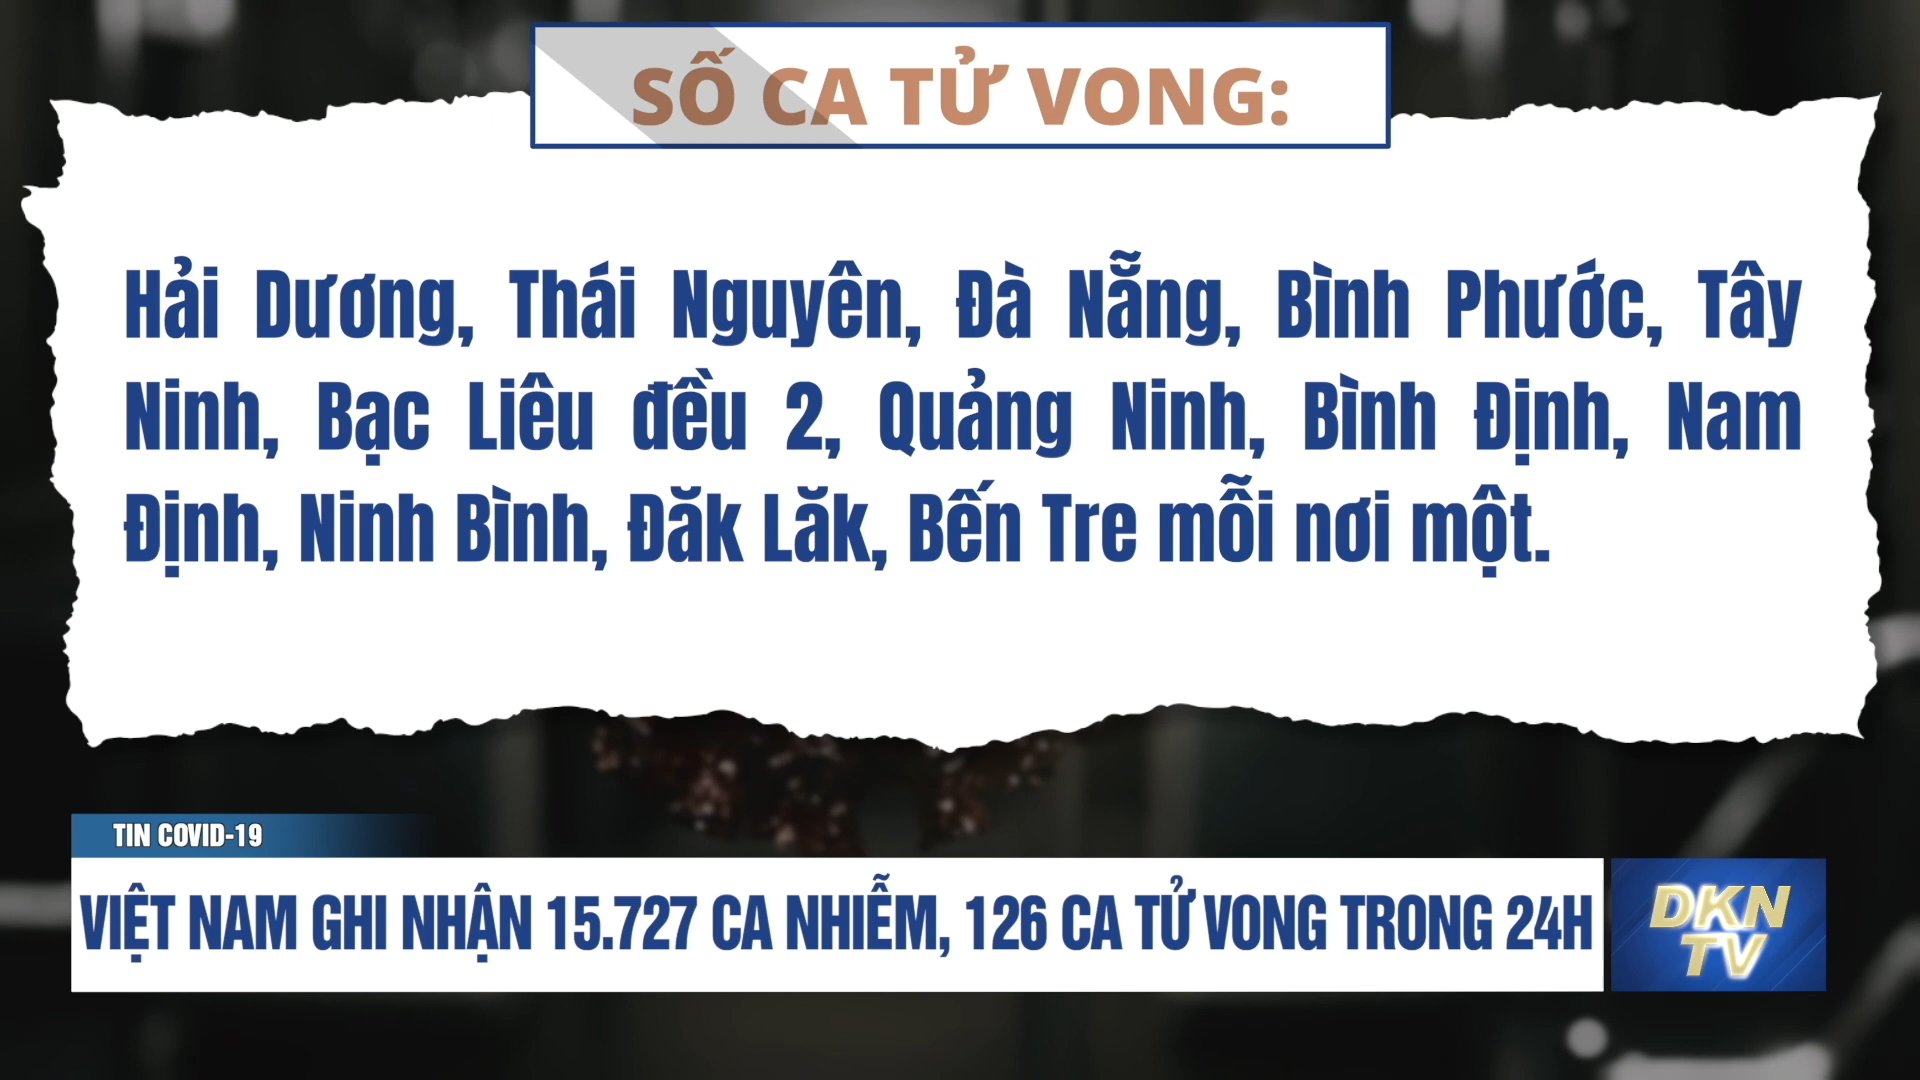 SỐ CA TỬ VONG:
Hải Dương, Thái Nguyên, Đà Nẵng, Bình Phước, Tây
Ninh, Bạc Liêu đều 2, Quảng Ninh, Bình Định, Nam
Định, Ninh Bình, Đăk Lăk, Bến Tre mỗi nơi một.
TIN COVID-19
VIỆT NAM GHI NHẬN 15.727 CA NHIỄM, 126 CA TỬ VONG TRONG 24H
DKN
TV